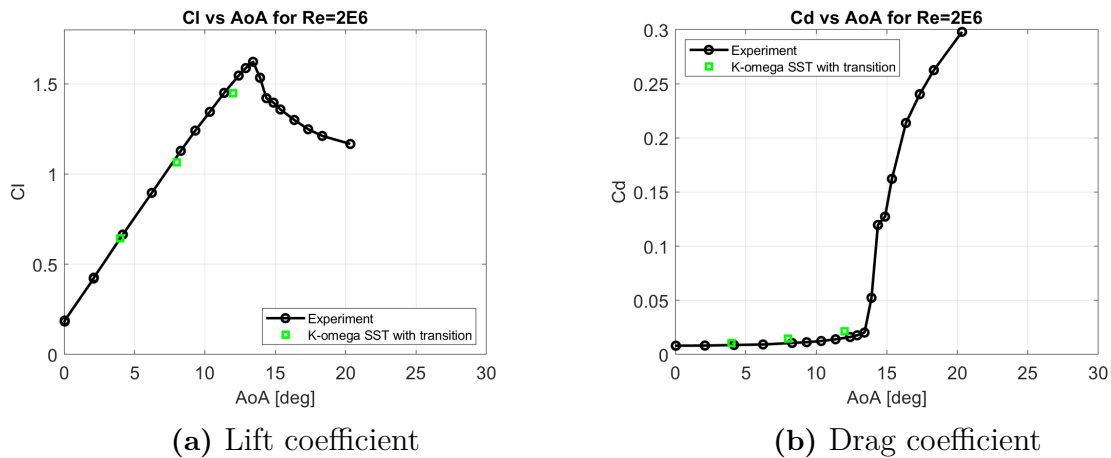 Cl vs AoA for Re=2E6
Cl
1.5
1
0.5
0
0 5 10 15 20 25 30
AoA [deg]
Experiment
K-omega SST with transition
(a) Lift coefficient
Cd vs AoA for Re=2E6
Cd
0.3
0.25
0.2
0.15
0.1
0.05
0
0 5 10 15 20 25 30
AoA [deg]
Experiment
K-omega SST with transition
(b) Drag coefficient